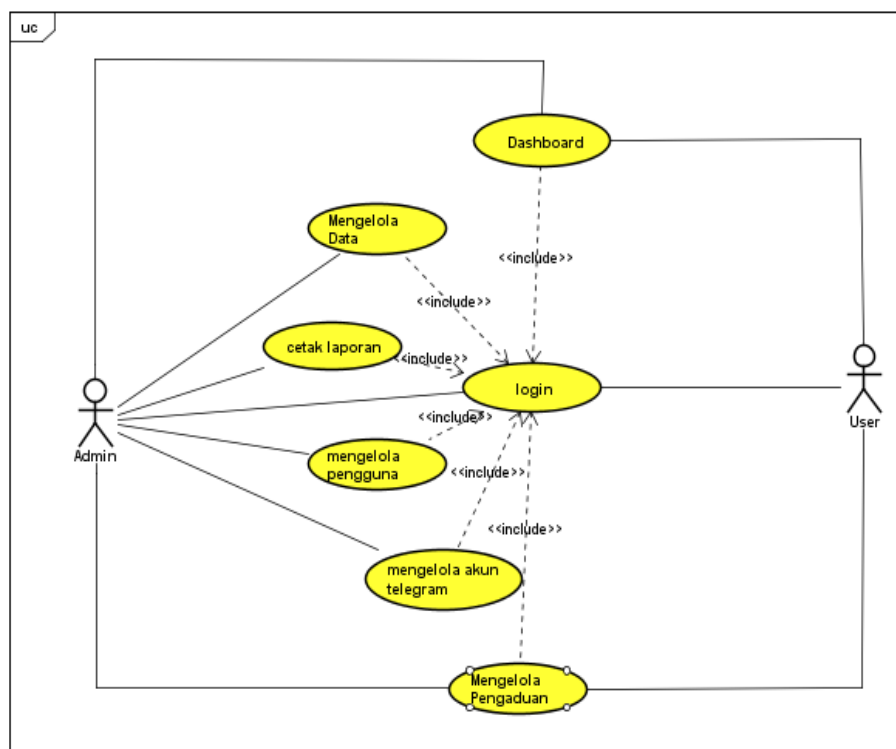 uc
Dashboard
Mengelola
Data
<<include>>
<<include>>
cetak laporan
<<include>>
login
<<include>>
User
Admin
mengelola
pengguna
<<include>>
<<include>>
mengelola akun
telegram
Mengelola
Pengaduan